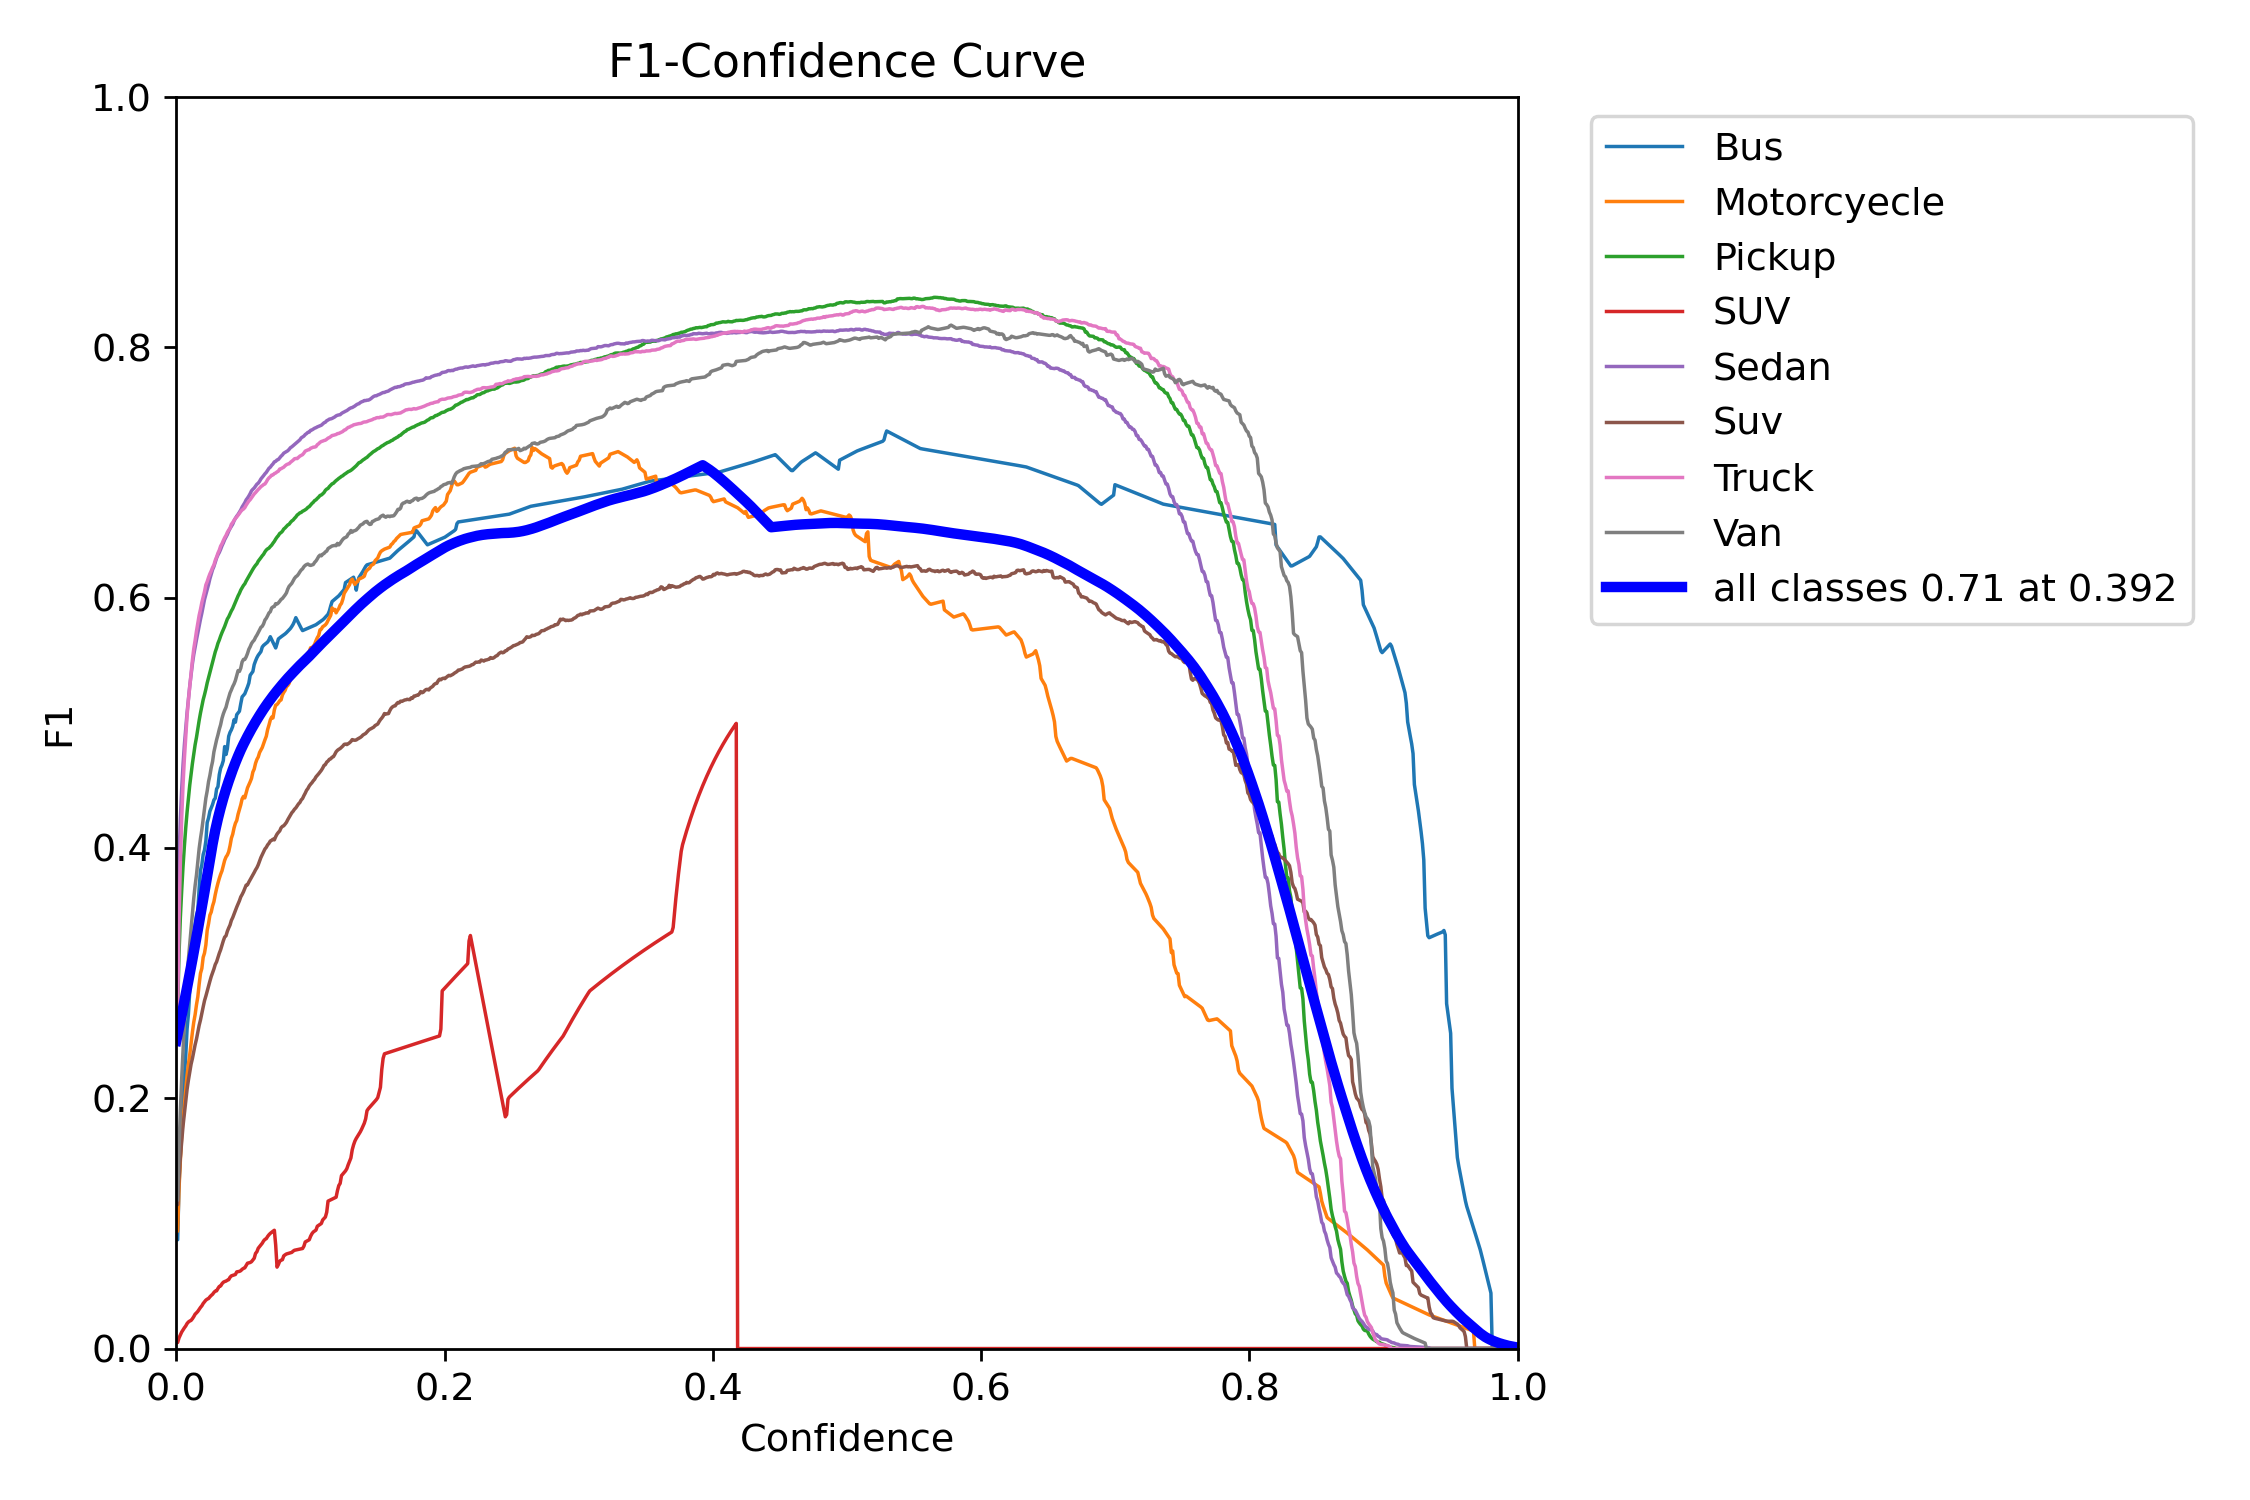 F1-Confidence Curve
1.0
0.8
0.6
0.4
0.2
0.0
F1
0.0 0.2 0.4 0.6 0.8 1.0
Confidence
Bus
Motorcyecle
Pickup
SUV
Sedan
Suv
Truck
Van
all classes 0.71 at 0.392